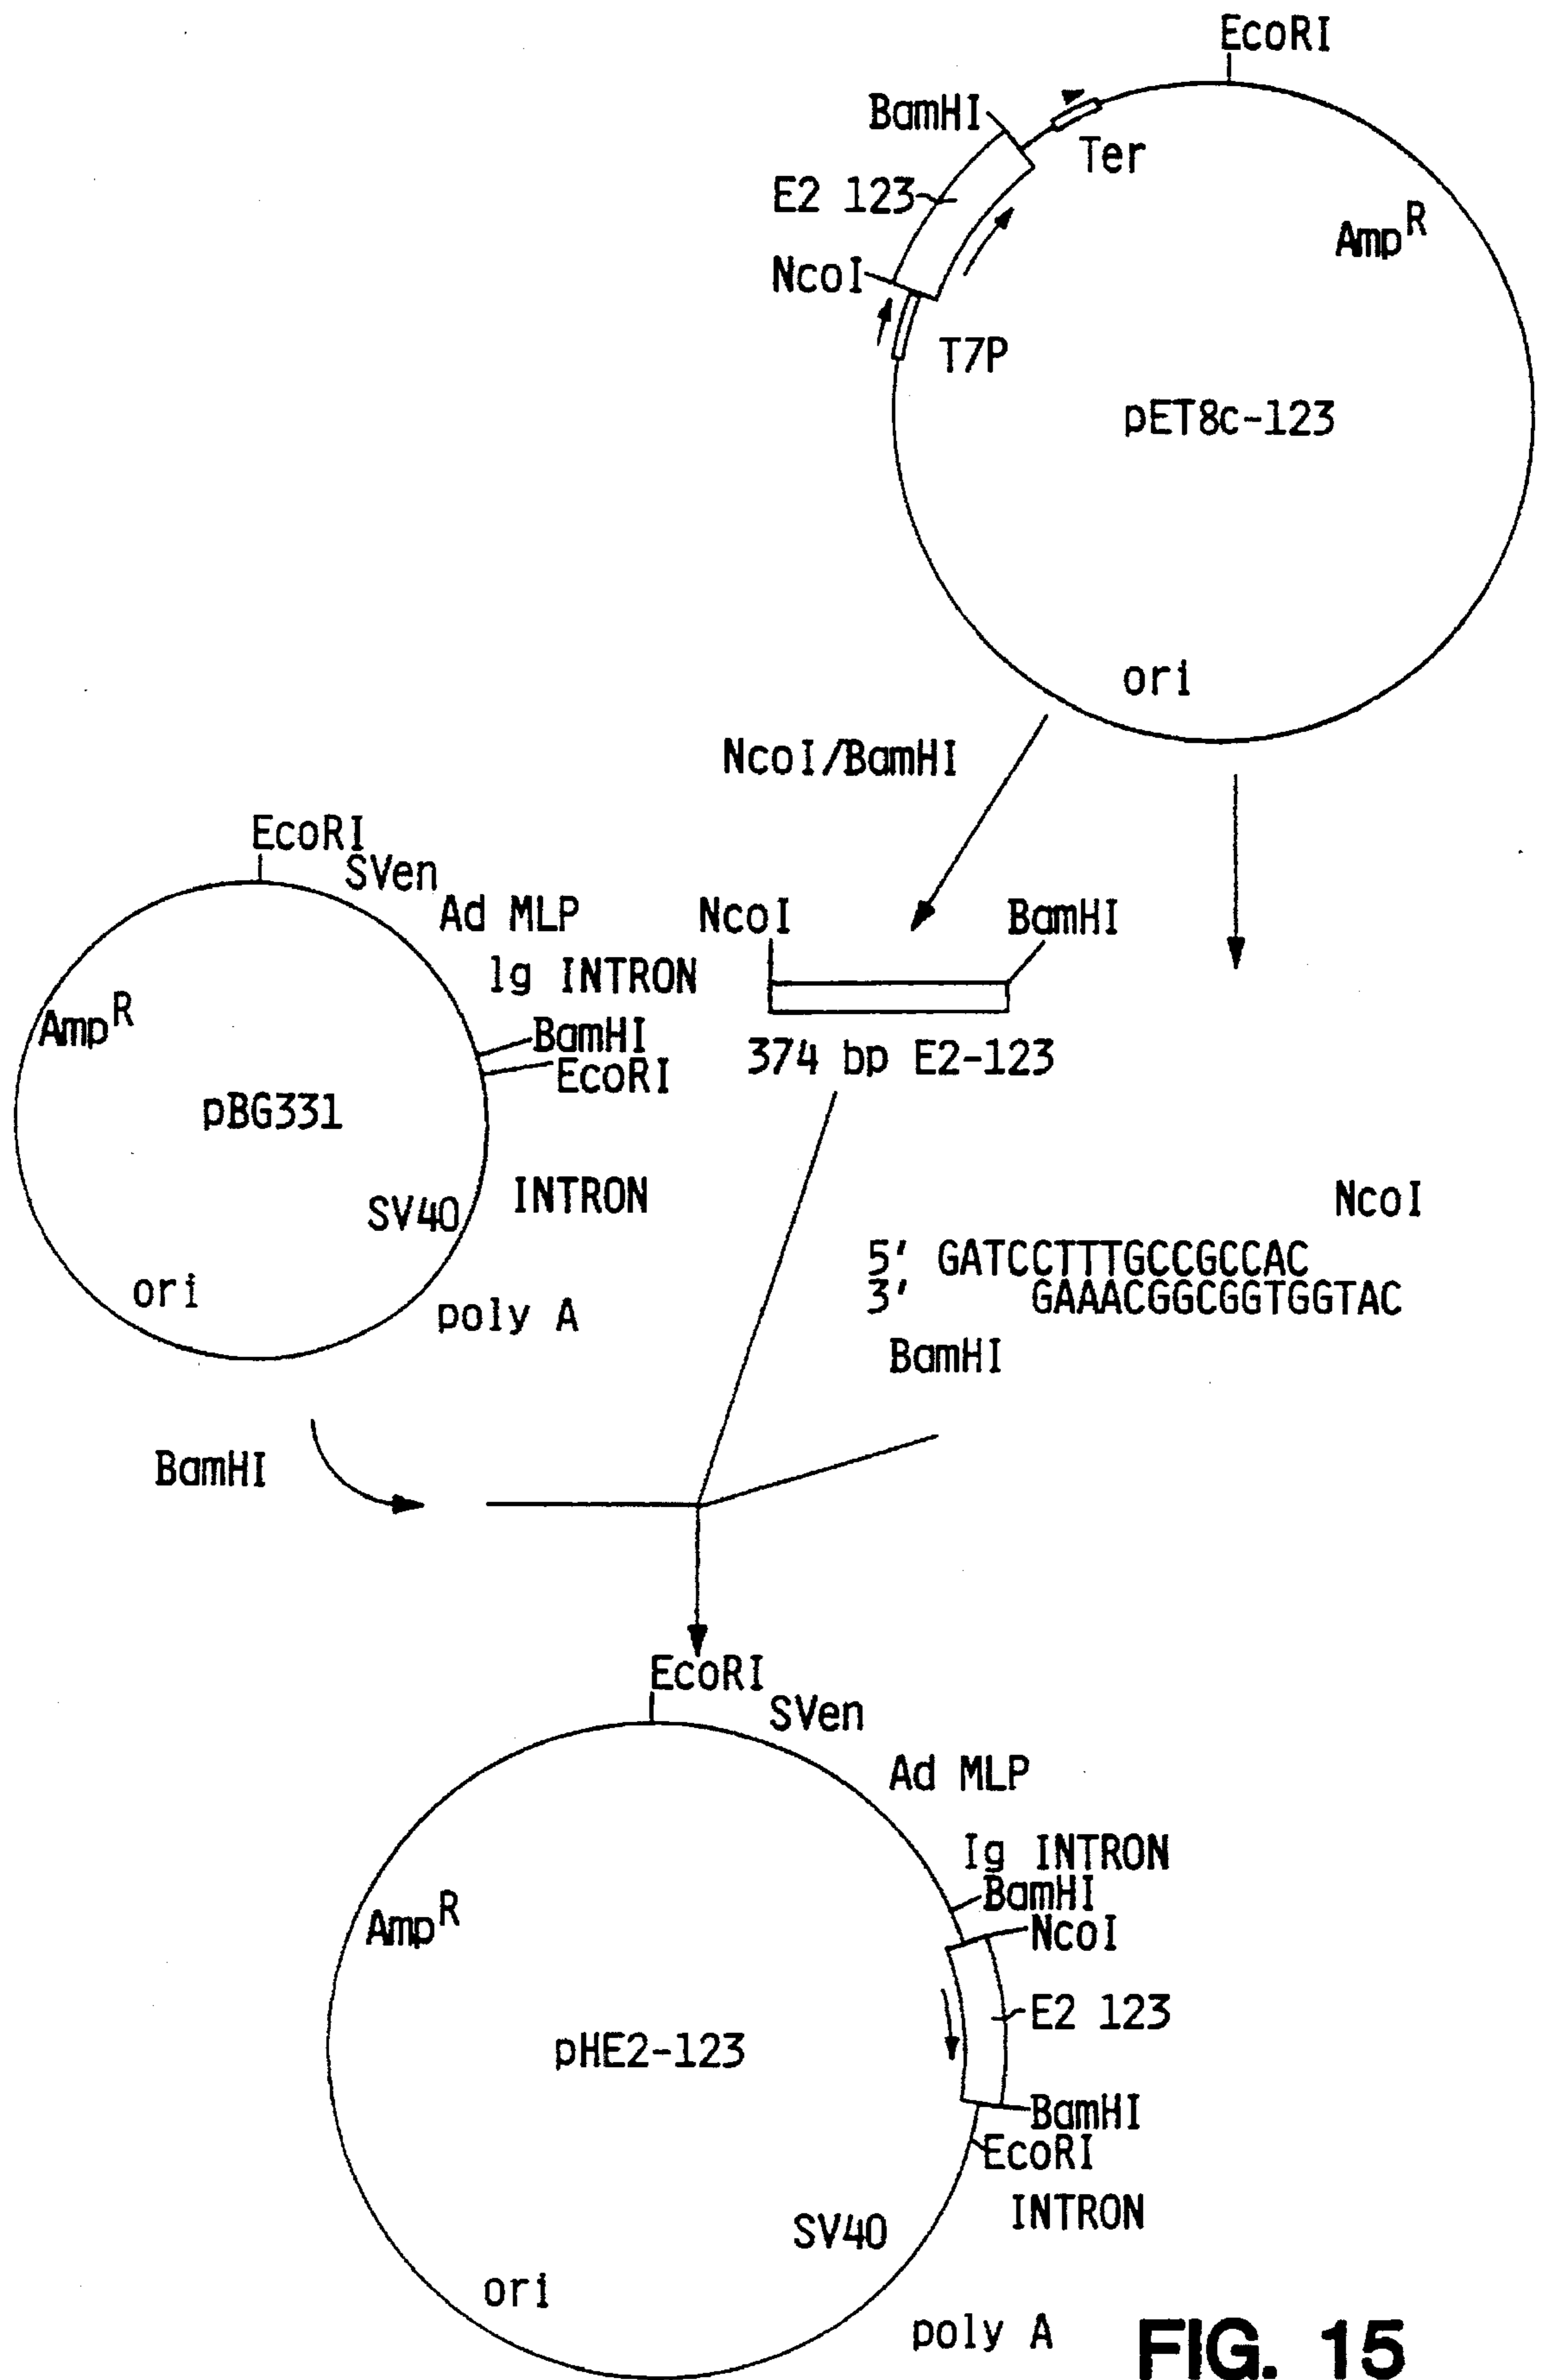 EcoRI
BamHI
Ter
E2 123
Amp^R
NcoI
T7P
pET8c-123
ori
NcoI/BamHI
EcoRI
SVen
Ad MLP
lg INTRON
Amp^R
BamHI
EcoRI
pBG331
INTRON
SV40
ori
poly A
NcoI
BamHI
374 bp E2-123
NcoI
5' GATCCTTTGCCGCCAC
3' GAAACGGCGGTGGTAC
BamHI
BamHI
EcoRI
SVen
Ad MLP
Ig INTRON
BamHI
Amp^R
NcoI
E2 123
pHE2-123
BamHI
EcoRI
INTRON
SV40
ori
poly A
FIG. 15